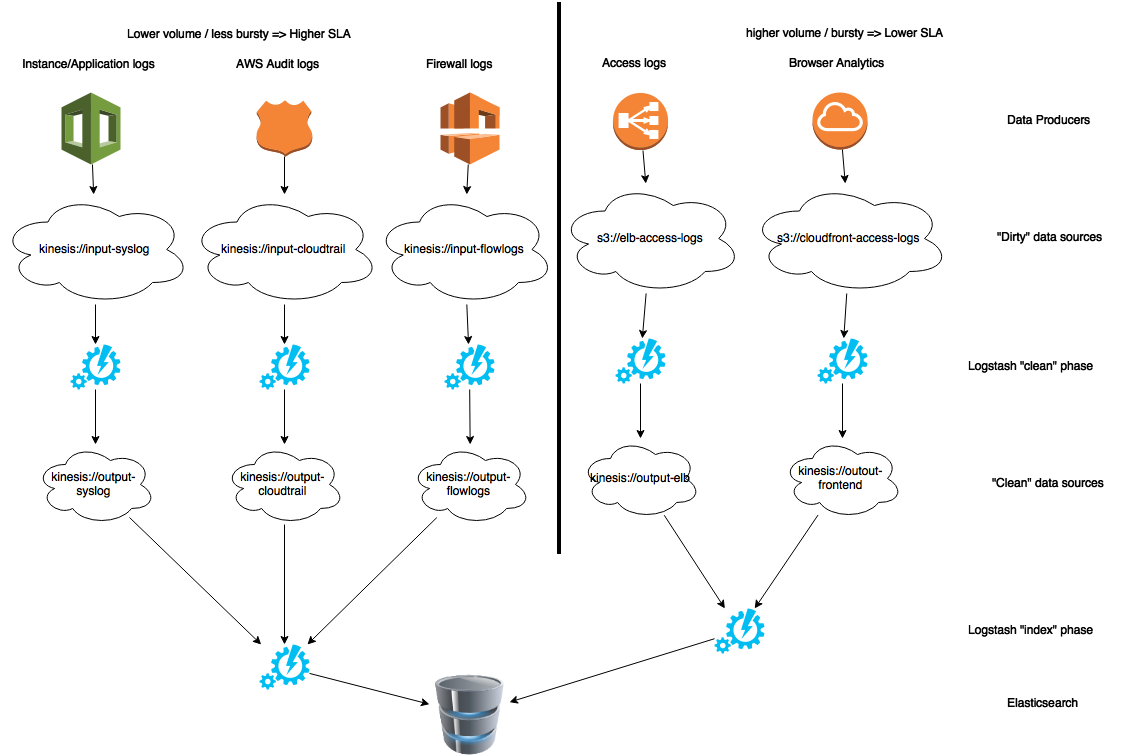 Lower volume / less bursty => Higher SLA
higher volume / bursty => Lower SLA
Instance/Application logs
AWS Audit logs
Firewall logs
Access logs
Browser Analytics
Data Producers
kinesis://input-syslog
kinesis://input-cloudtrail
kinesis://input-flowlogs
s3://elb-access-logs
s3://cloudfront-access-logs
"Dirty" data sources
Logstash "clean" phase
kinesis://output-
syslog
kinesis://output-
cloudtrail
kinesis://output-
flowlogs
kinesis://output-elb
kinesis://outout-
frontend
"Clean" data sources
Logstash "index" phase
Elasticsearch